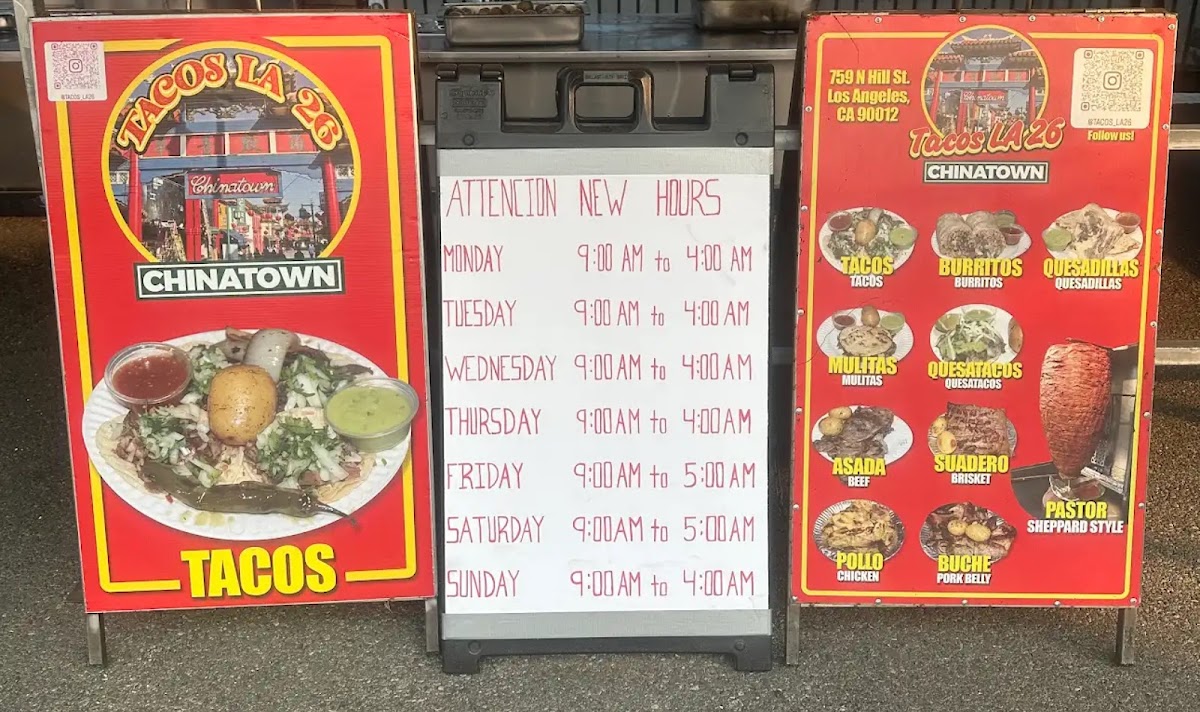 @TACOS_LA26
TACOS LA 26
Chinatown
CHINATOWN
TACOS
ATTENCION NEW HOURS
MONDAY 9:00 AM to 4:00 AM
TUESDAY 9:00 AM to 4:00 AM
WEDNESDAY 9:00 AM to 4:00 AM
THURSDAY 9:00 AM to 4:00 AM
FRIDAY 9:00 AM to 5:00 AM
SATURDAY 9:00 AM to 5:00 AM
SUNDAY 9:00 AM to 4:00 AM
759 N Hill St.
Los Angeles,
CA 90012
Chinatown
Tacos LA 26
CHINATOWN
@TACOS_LA26
Follow us!
TACOS
TACOS
BURRITOS
BURRITOS
QUESADILLAS
QUESADILLAS
MULITAS
MULITAS
QUESATACOS
QUESATACOS
ASADA
BEEF
SUADERO
BRISKET
PASTOR
SHEPPARD STYLE
POLLO
CHICKEN
BUCHE
PORK BELLY